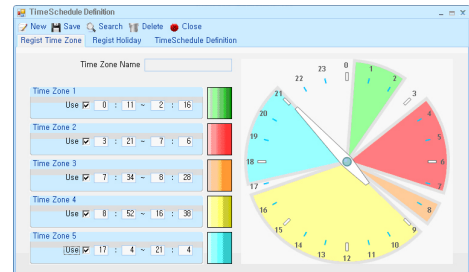 TimeSchedule Definition
New Save Search Delete Close
Regist Time Zone Regist Holiday TimeSchedule Definition
Time Zone Name
Time Zone 1
Use 0 : 11 ~ 2 : 16
Time Zone 2
Use 3 : 21 ~ 7 : 6
Time Zone 3
Use 7 : 34 ~ 8 : 28
Time Zone 4
Use 8 : 52 ~ 16 : 38
Time Zone 5
Use 17 : 4 ~ 21 : 4
0
1
2
3
4
5
6
7
8
9
10
11
12
13
14
15
16
17
18
19
20
21
22
23